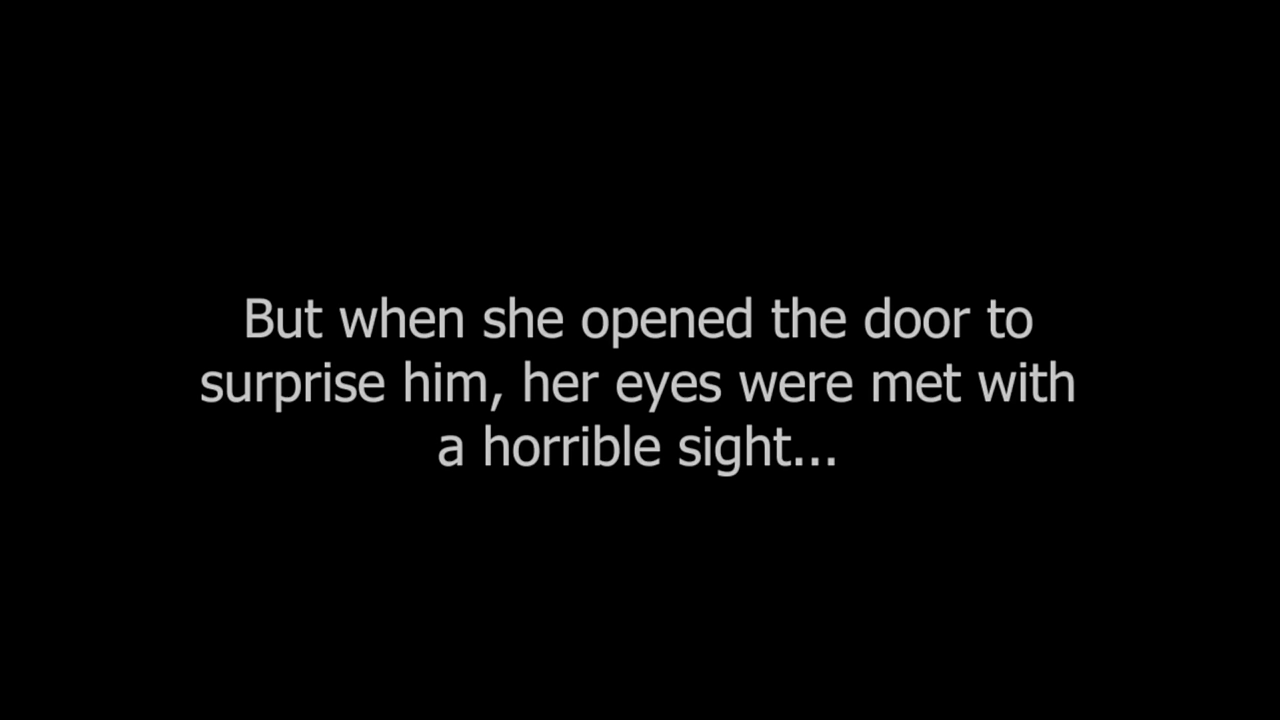 But when she opened the door to
surprise him, her eyes were met with
a horrible sight...